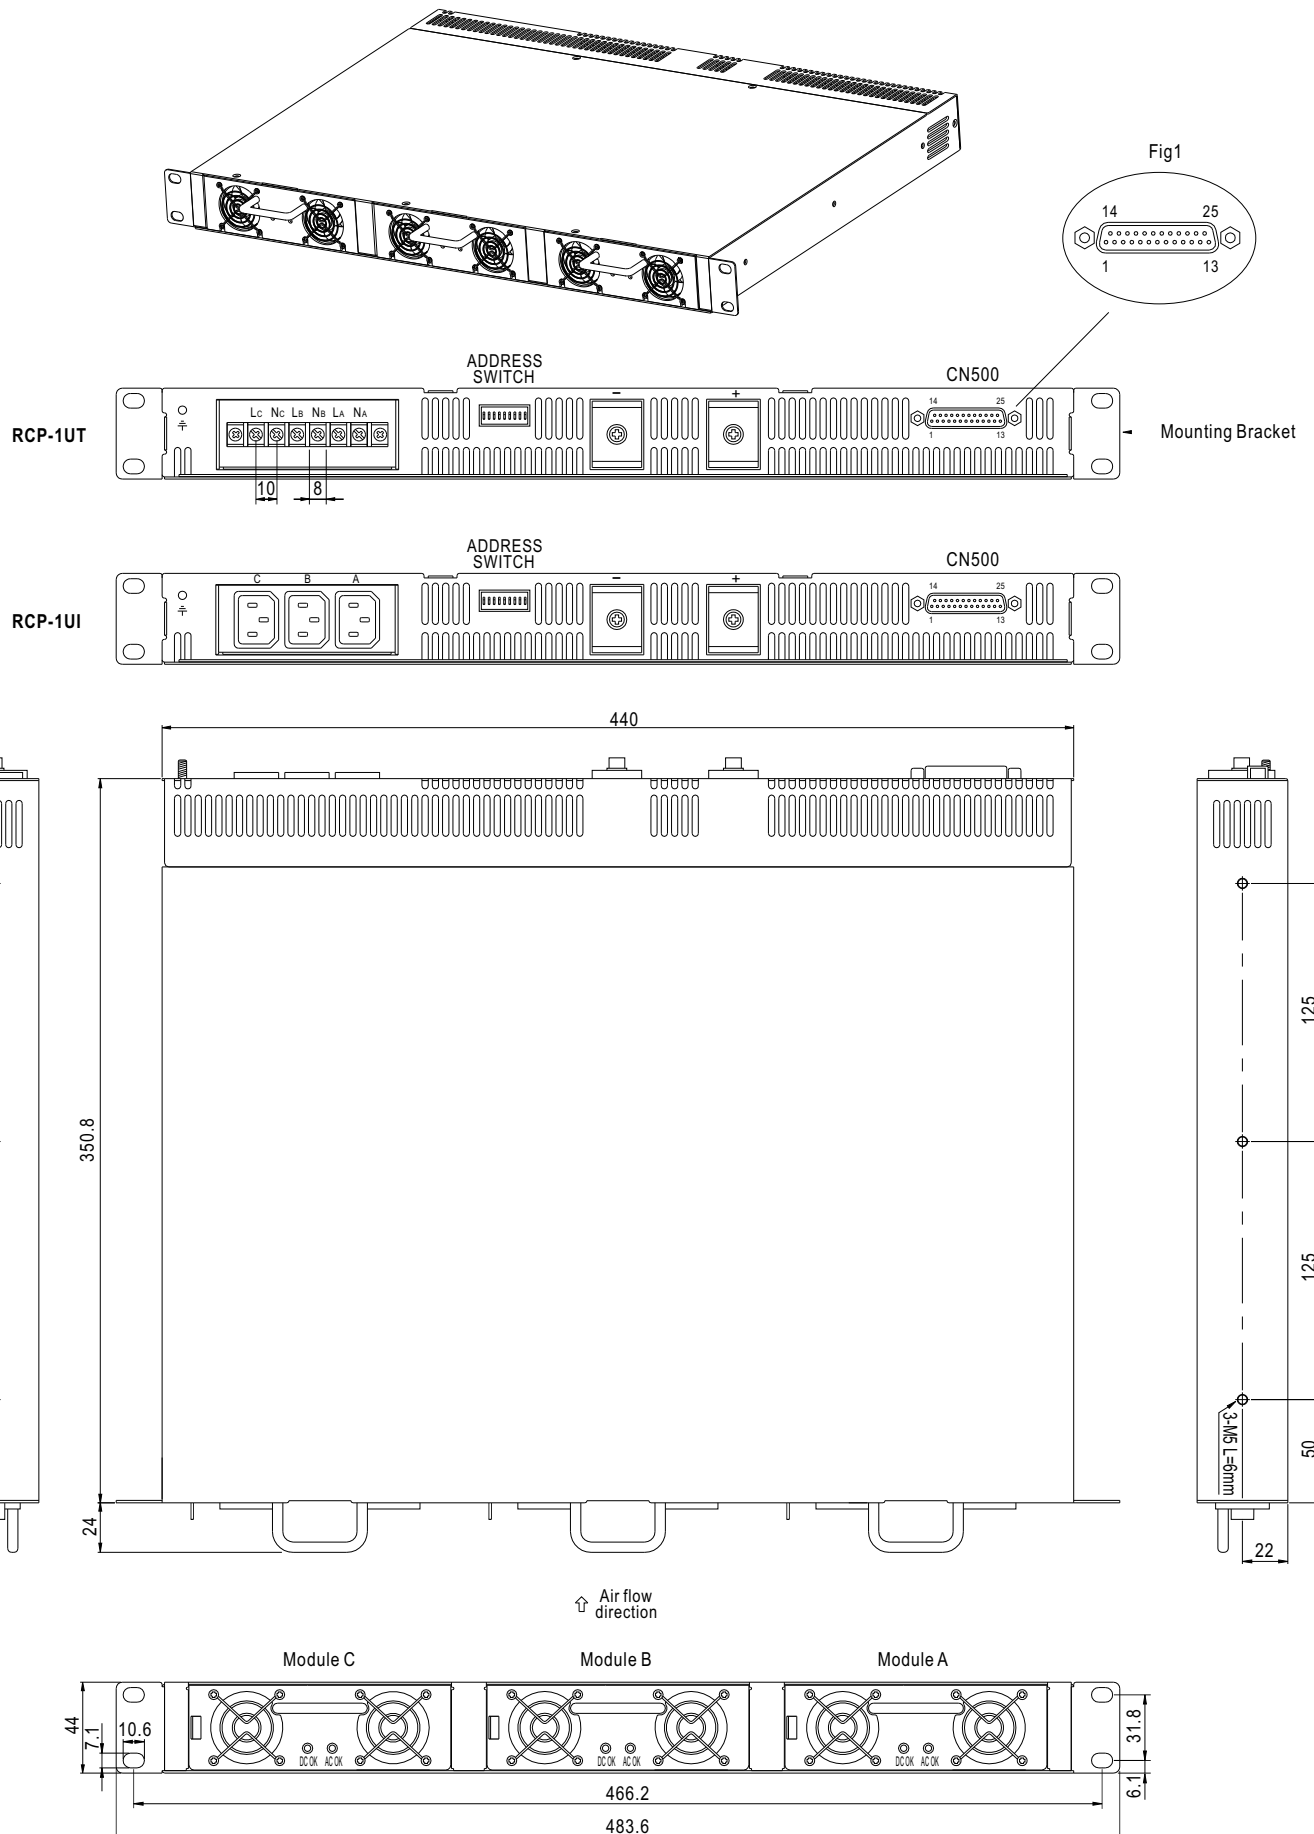 Fig1
14 25
1 13
ADDRESS
SWITCH
CN500
RCP-1UT
LC NC LB NB LA NA
− +
14 25
1 13
Mounting Bracket
10 8
ADDRESS
SWITCH
CN500
RCP-1UI
C B A
− +
14 25
1 13
440
350.8
24
125
125
50
3-M5 L=6mm
22
Air flow
direction
Module C Module B Module A
44
7.1
10.6
DC OK AC OK
DC OK AC OK
DC OK AC OK
31.8
6.1
466.2
483.6